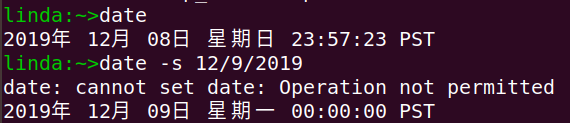 linda:~>date
2019年 12月 08日 星期日 23:57:23 PST
linda:~>date -s 12/9/2019
date: cannot set date: Operation not permitted
2019年 12月 09日 星期一 00:00:00 PST